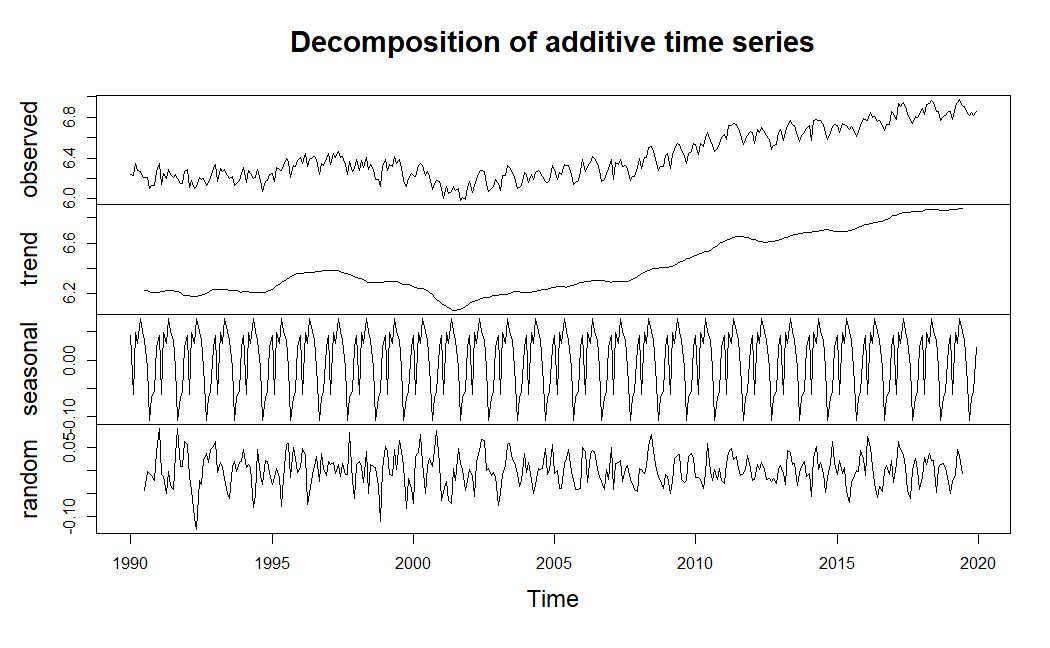 Decomposition of additive time series
observed
6.0 6.4 6.8
trend
6.2 6.6
seasonal
-0.10 0.00
random
-0.10 0.05
1990 1995 2000 2005 2010 2015 2020
Time